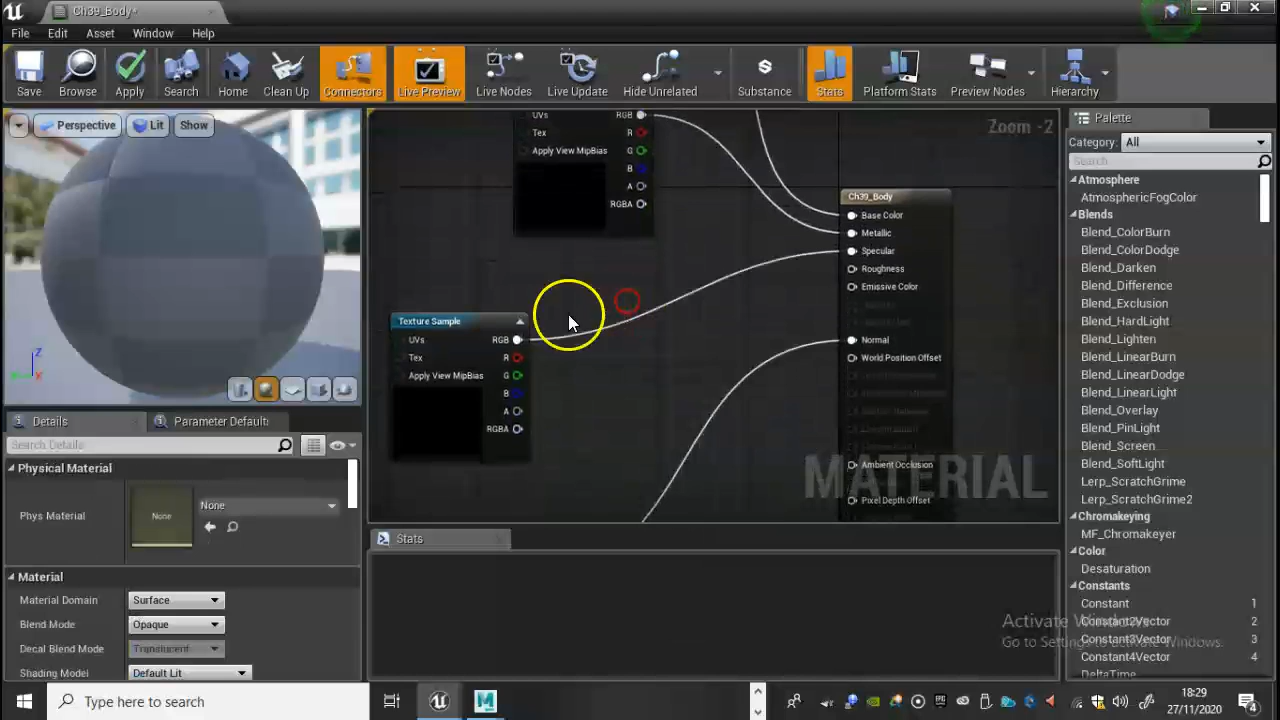 Ch39_Body*
File Edit Asset Window Help
Save Browse Apply Search Home Clean Up Connectors Live Preview Live Nodes Live Update Hide Unrelated Substance Stats Platform Stats Preview Nodes Hierarchy
Perspective Lit Show
Zoom -2
UVs RGB
Tex R
Apply View MipBias G
B
A
RGBA
Texture Sample
UVs RGB
Tex R
Apply View MipBias G
B
A
RGBA
Ch39_Body
Base Color
Metallic
Specular
Roughness
Emissive Color
Normal
World Position Offset
Ambient Occlusion
Pixel Depth Offset
MATERIAL
Palette
Category: All
Search
Atmosphere
AtmosphericFogColor
Blends
Blend_ColorBurn
Blend_ColorDodge
Blend_Darken
Blend_Difference
Blend_Exclusion
Blend_HardLight
Blend_Lighten
Blend_LinearBurn
Blend_LinearDodge
Blend_LinearLight
Blend_Overlay
Blend_PinLight
Blend_Screen
Blend_SoftLight
Lerp_ScratchGrime
Lerp_ScratchGrime2
Chromakeying
MF_Chromakeyer
Color
Desaturation
Constants
Constant 1
Constant2Vector 2
Constant3Vector 3
Constant4Vector 4
DeltaTime
Details Parameter Default
Search Details
Physical Material
Phys Material None None
Material
Material Domain Surface
Blend Mode Opaque
Decal Blend Mode Translucent
Shading Model Default Lit
Stats
Activate Windows
Go to Settings to activate Windows.
Type here to search
18:29
27/11/2020
4